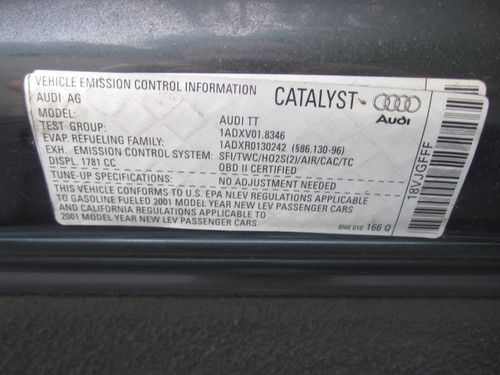 VEHICLE EMISSION CONTROL INFORMATION
CATALYST
AUDI AG
Audi
MODEL: AUDI TT
TEST GROUP: 1ADXV01.8346
EVAP. REFUELING FAMILY: 1ADXR0130242 (§86.130-96)
EXH. EMISSION CONTROL SYSTEM: SFI/TWC/HO2S(2)/AIR/CAC/TC
DISPL. 1781 CC OBD II CERTIFIED
TUNE-UP SPECIFICATIONS: NO ADJUSTMENT NEEDED
THIS VEHICLE CONFORMS TO U.S. EPA NLEV REGULATIONS APPLICABLE
TO GASOLINE FUELED 2001 MODEL YEAR NEW LEV PASSENGER CARS
AND CALIFORNIA REGULATIONS APPLICABLE TO
2001 MODEL YEAR NEW LEV PASSENGER CARS
8N0 010 166 Q